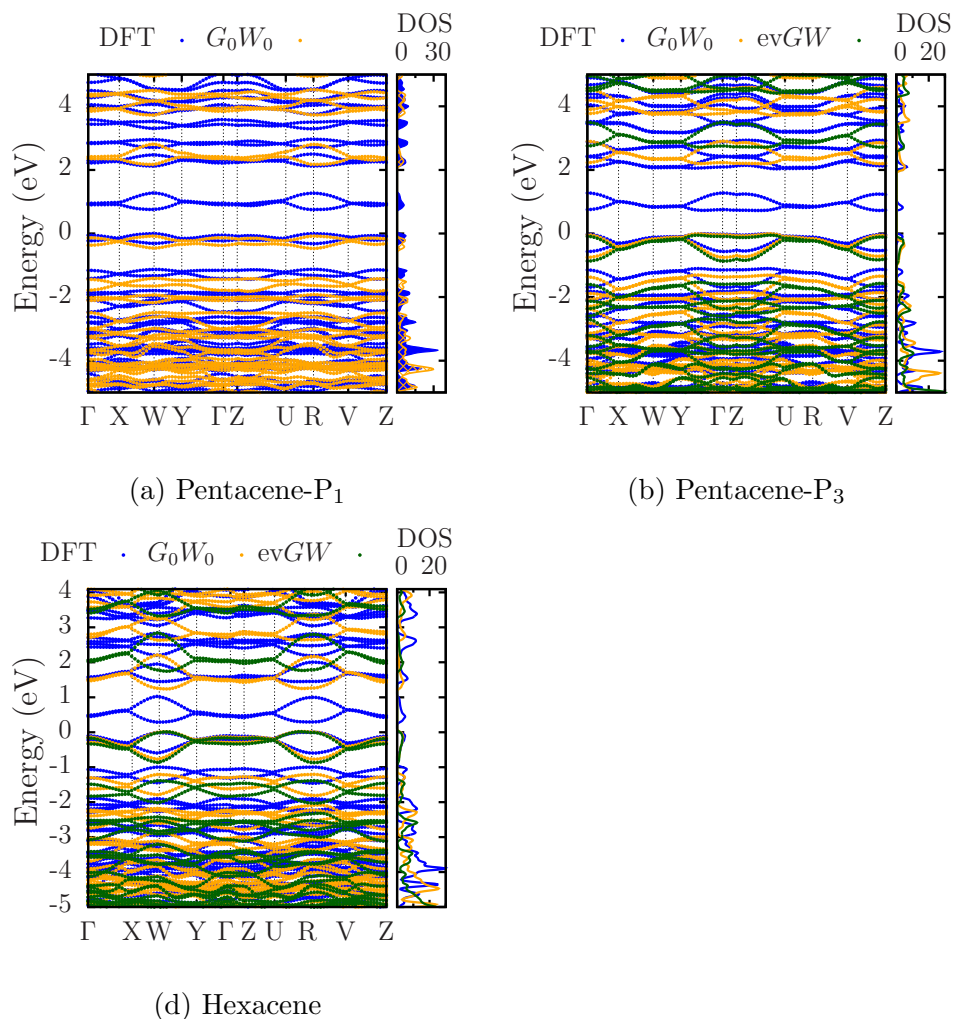 DFT G₀W₀ DOS
0 30
Energy (eV)
4
2
0
-2
-4
Γ X W Y Γ Z U R V Z
(a) Pentacene-P₁
DFT G₀W₀ evGW DOS
0 20
Energy (eV)
4
2
0
-2
-4
Γ X W Y Γ Z U R V Z
(b) Pentacene-P₃
DFT G₀W₀ evGW DOS
0 20
Energy (eV)
4
3
2
1
0
-1
-2
-3
-4
-5
Γ X W Y Γ Z U R V Z
(d) Hexacene